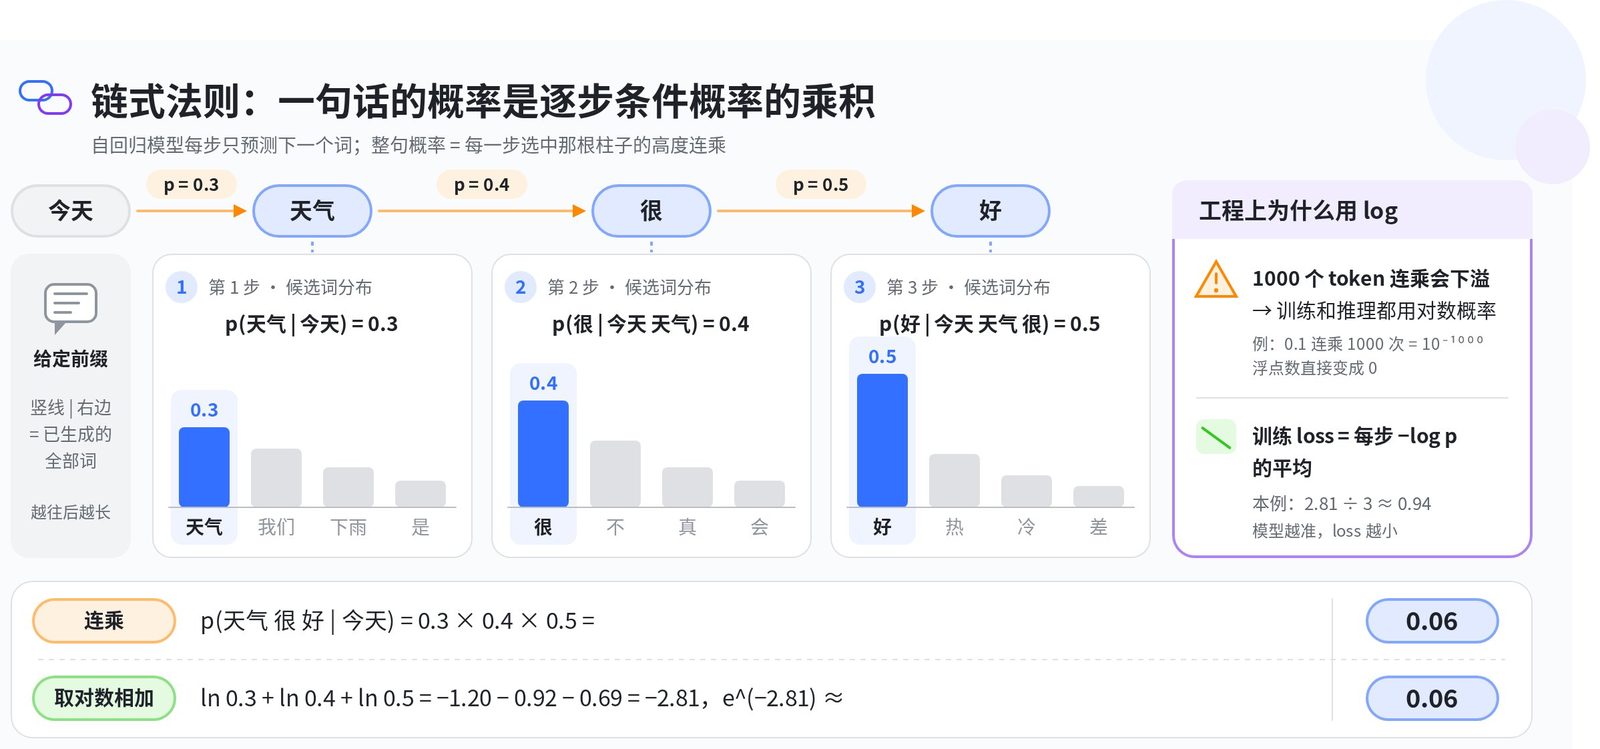 链式法则：一句话的概率是逐步条件概率的乘积
自回归模型每步只预测下一个词；整句概率 = 每一步选中那根柱子的高度连乘
今天
p = 0.3
天气
p = 0.4
很
p = 0.5
好
给定前缀
竖线 | 右边
= 已生成的
全部词
越往后越长
1 第 1 步 · 候选词分布
p(天气 | 今天) = 0.3
0.3
天气 我们 下雨 是
2 第 2 步 · 候选词分布
p(很 | 今天 天气) = 0.4
0.4
很 不 真 会
3 第 3 步 · 候选词分布
p(好 | 今天 天气 很) = 0.5
0.5
好 热 冷 差
工程上为什么用 log
1000 个 token 连乘会下溢
→ 训练和推理都用对数概率
例：0.1 连乘 1000 次 = 10⁻¹⁰⁰⁰
浮点数直接变成 0
训练 loss = 每步 −log p
的平均
本例：2.81 ÷ 3 ≈ 0.94
模型越准，loss 越小
连乘 p(天气 很 好 | 今天) = 0.3 × 0.4 × 0.5 = 0.06
取对数相加 ln 0.3 + ln 0.4 + ln 0.5 = −1.20 − 0.92 − 0.69 = −2.81，e^(−2.81) ≈ 0.06